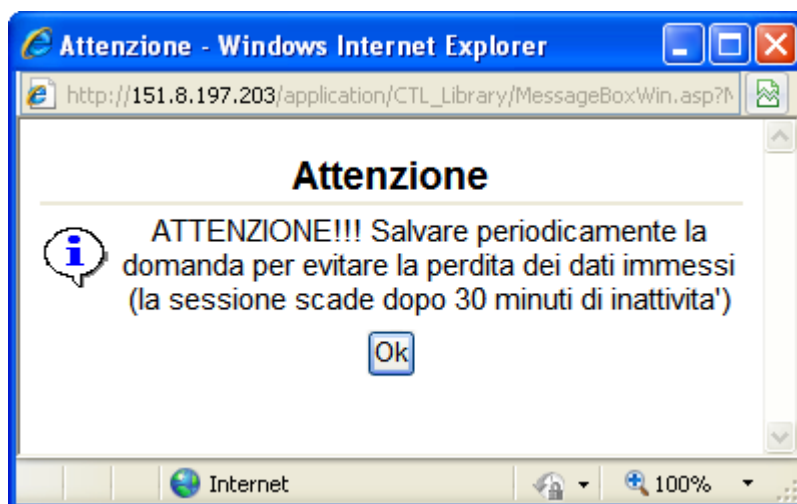 Attenzione - Windows Internet Explorer
http://151.8.197.203/application/CTL_Library/MessageBoxWin.asp?
Attenzione
ATTENZIONE!!! Salvare periodicamente la
domanda per evitare la perdita dei dati immessi
(la sessione scade dopo 30 minuti di inattivita')
Ok
Internet
100%